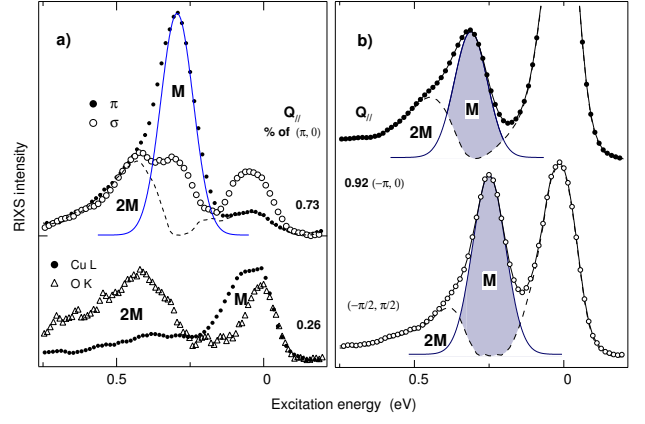 a)
π
σ
M
Q//
% of (π, 0)
2M
0.73
Cu L
O K
2M
M
0.26
RIXS intensity
0.5
0
b)
M
Q//
2M
0.92 (−π, 0)
M
(−π/2, π/2)
2M
0.5
0
Excitation energy (eV)